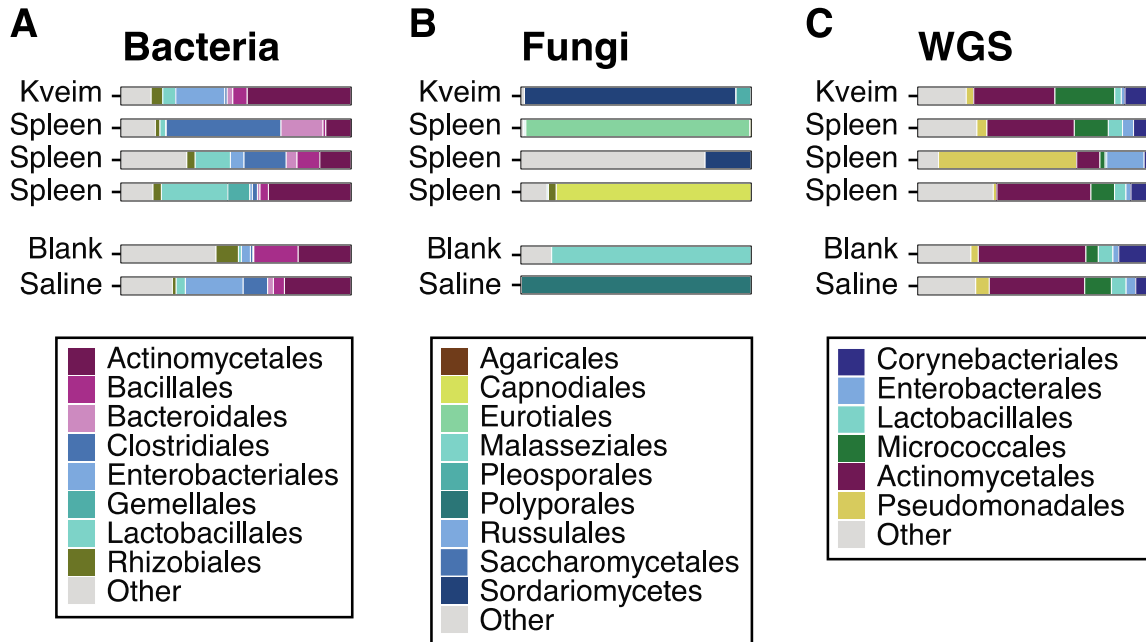 A
Bacteria
Kveim
Spleen
Spleen
Spleen
Blank
Saline
Actinomycetales
Bacillales
Bacteroidales
Clostridiales
Enterobacteriales
Gemellales
Lactobacillales
Rhizobiales
Other
B
Fungi
Agaricales
Capnodiales
Eurotiales
Malasseziales
Pleosporales
Polyporales
Russulales
Saccharomycetales
Sordariomycetes
Other
Kveim
Spleen
Spleen
Spleen
Blank
Saline
C
WGS
Kveim
Spleen
Spleen
Spleen
Blank
Saline
Corynebacteriales
Enterobacterales
Lactobacillales
Micrococcales
Actinomycetales
Pseudomonadales
Other